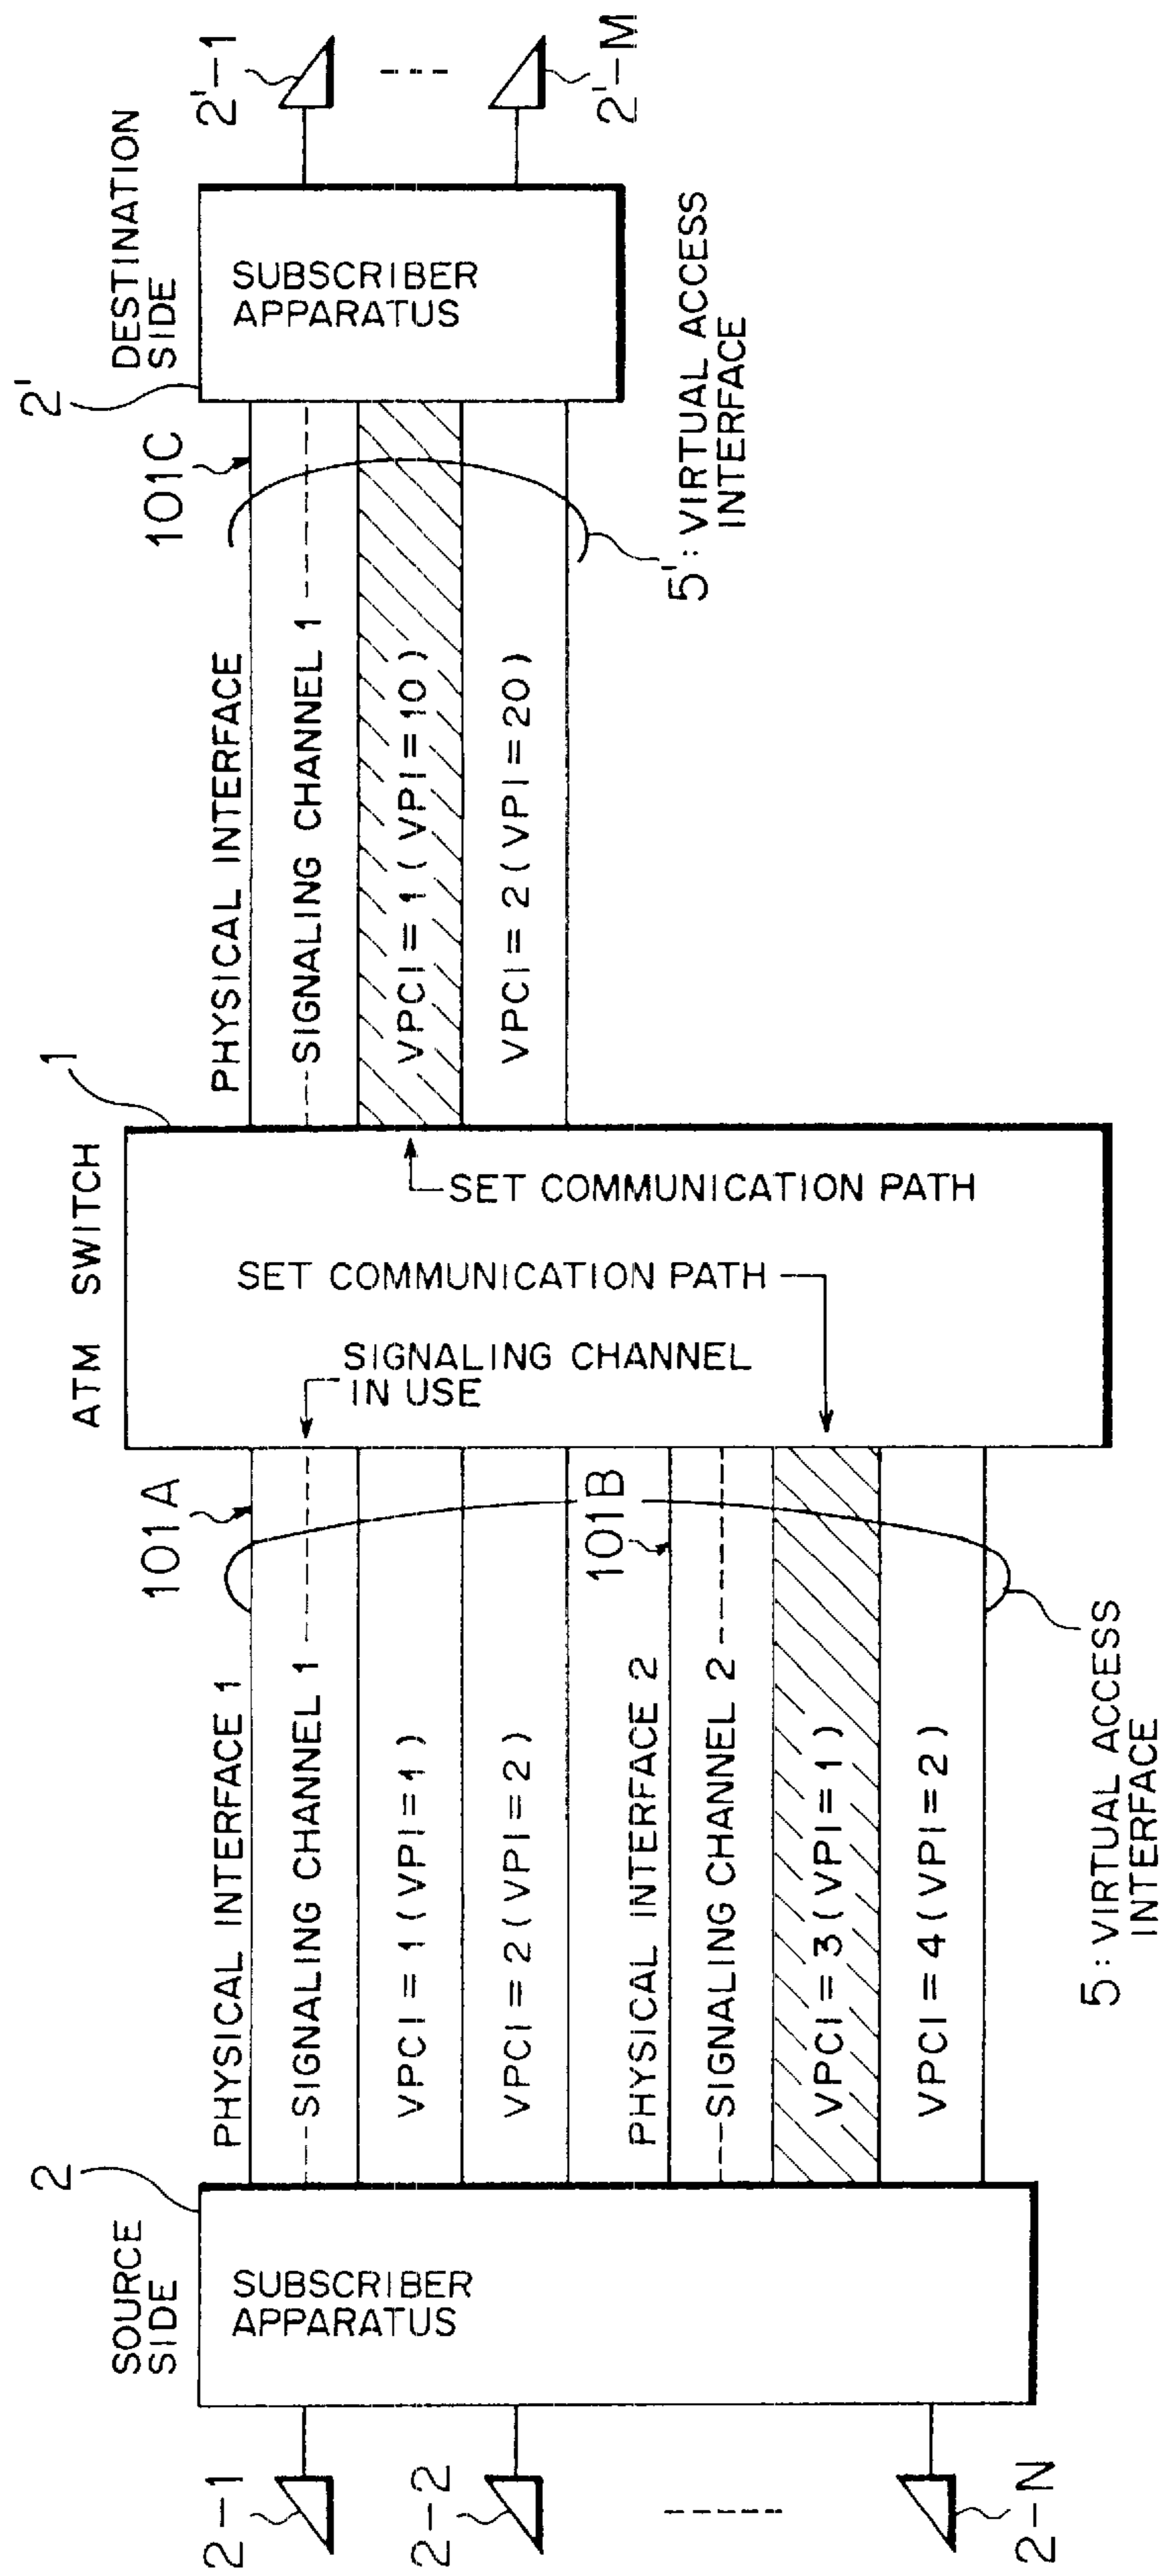 SOURCE
SIDE
2
2-1
2-2
2-N
SUBSCRIBER
APPARATUS
PHYSICAL INTERFACE 1
101A
SIGNALING CHANNEL 1
VPCI = 1 (VPI = 1)
VPCI = 2 (VPI = 2)
PHYSICAL INTERFACE 2
101B
SIGNALING CHANNEL 2
VPCI = 3 (VPI = 1)
VPCI = 4 (VPI = 2)
5: VIRTUAL ACCESS
INTERFACE
ATM SWITCH
1
SET COMMUNICATION PATH
SET COMMUNICATION PATH
SIGNALING CHANNEL
IN USE
PHYSICAL INTERFACE
101C
SIGNALING CHANNEL 1
VPCI = 1 (VPI = 10)
VPCI = 2 (VPI = 20)
5': VIRTUAL ACCESS
INTERFACE
DESTINATION
SIDE
2'
SUBSCRIBER
APPARATUS
2'-1
2'-M